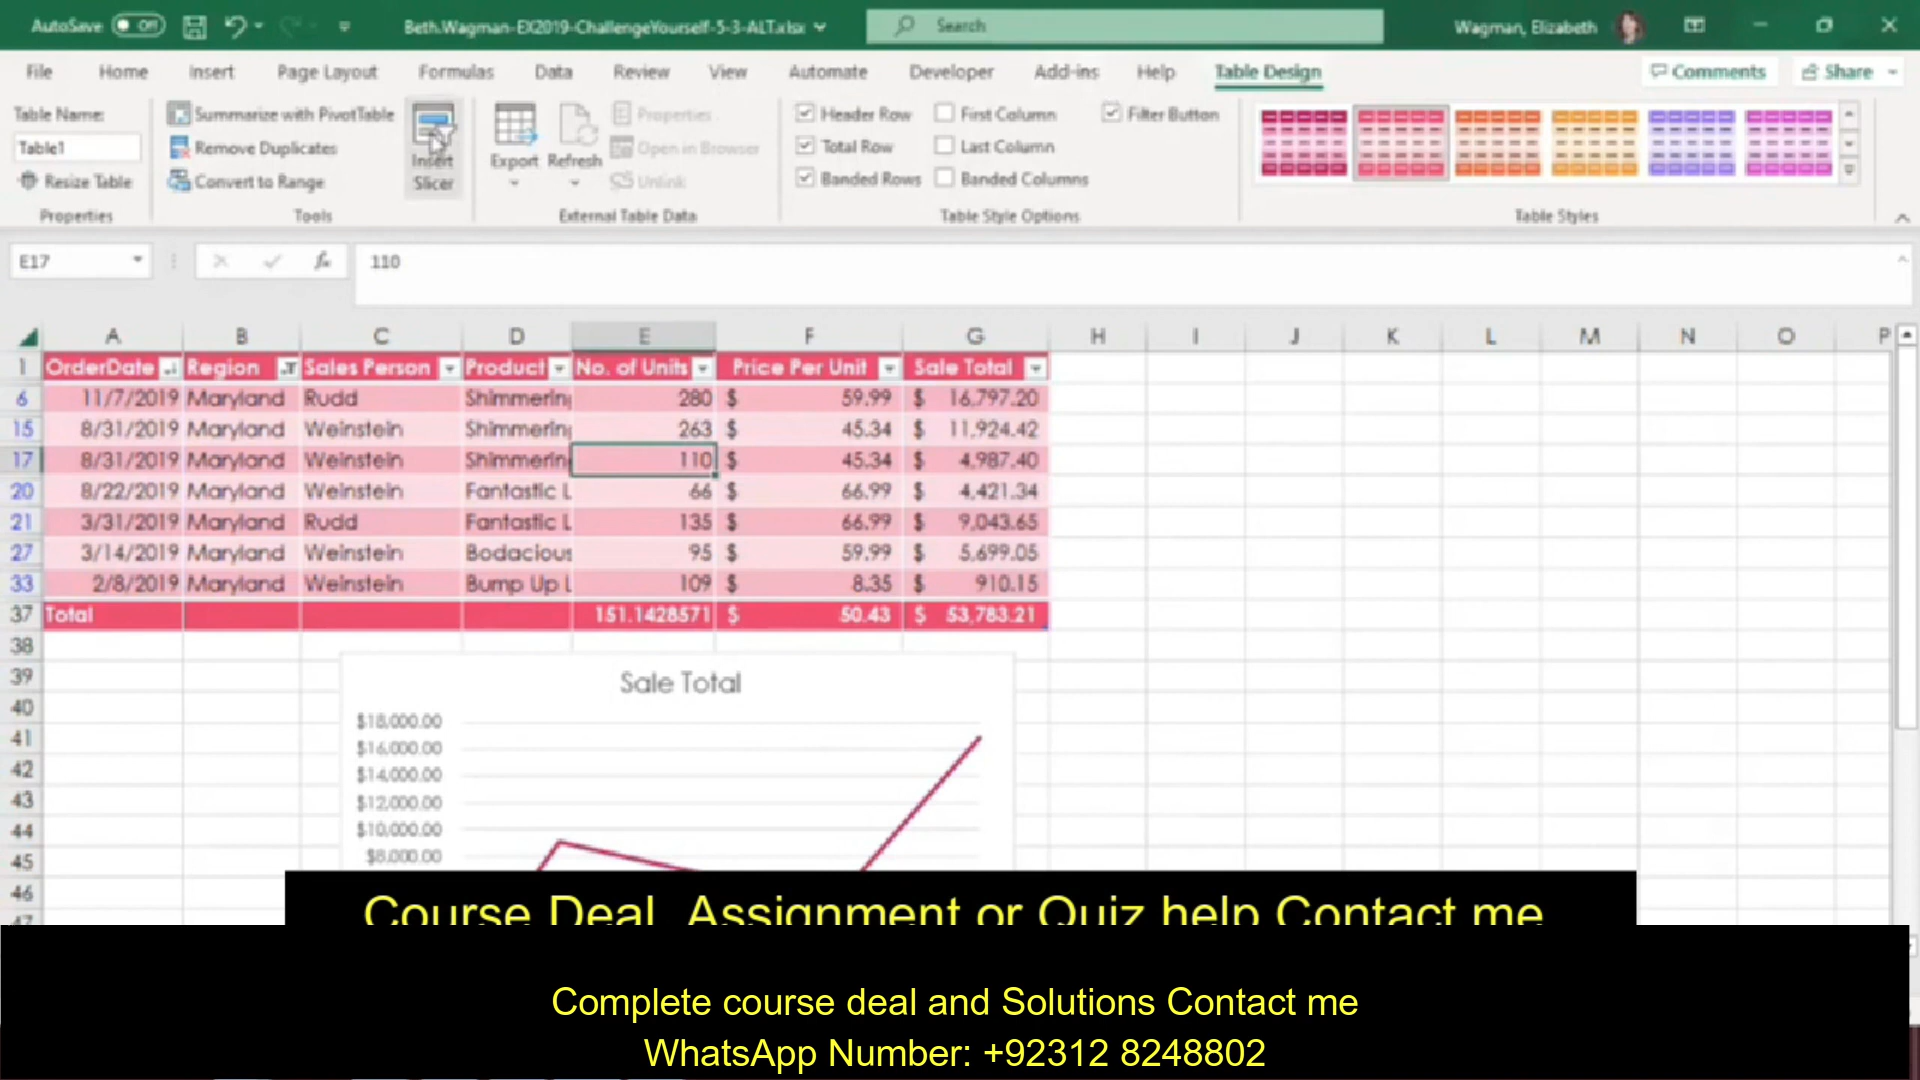 AutoSave Off Beth.Wagman-EX2019-ChallengeYourself-5-3-ALT.xlsx Search Wagman, Elizabeth
File Home Insert Page Layout Formulas Data Review View Automate Developer Add-ins Help Table Design Comments Share
Table Name: Summarize with PivotTable Properties Header Row First Column Filter Button
Table1 Remove Duplicates Insert Slicer Export Refresh Open in Browser Total Row Last Column
Resize Table Convert to Range Unlink Banded Rows Banded Columns
Properties Tools External Table Data Table Style Options Table Styles
E17 fx 110
A B C D E F G H I J K L M N O P
1 OrderDate Region Sales Person Product No. of Units Price Per Unit Sale Total
6 11/7/2019 Maryland Rudd Shimmerin 280 $ 59.99 $ 16,797.20
15 8/31/2019 Maryland Weinstein Shimmerin 263 $ 45.34 $ 11,924.42
17 8/31/2019 Maryland Weinstein Shimmerin 110 $ 45.34 $ 4,987.40
20 8/22/2019 Maryland Weinstein Fantastic L 66 $ 66.99 $ 4,421.34
21 3/31/2019 Maryland Rudd Fantastic L 135 $ 66.99 $ 9,043.65
27 3/14/2019 Maryland Weinstein Bodacious 95 $ 59.99 $ 5,699.05
33 2/8/2019 Maryland Weinstein Bump Up L 109 $ 8.35 $ 910.15
37 Total 151.1428571 $ 50.43 $ 53,783.21
38
39 Sale Total
40 $18,000.00
41 $16,000.00
42 $14,000.00
43 $12,000.00
44 $10,000.00
45 $8,000.00
46
47
Course Deal, Assignment or Quiz help Contact me
Complete course deal and Solutions Contact me
WhatsApp Number: +92312 8248802